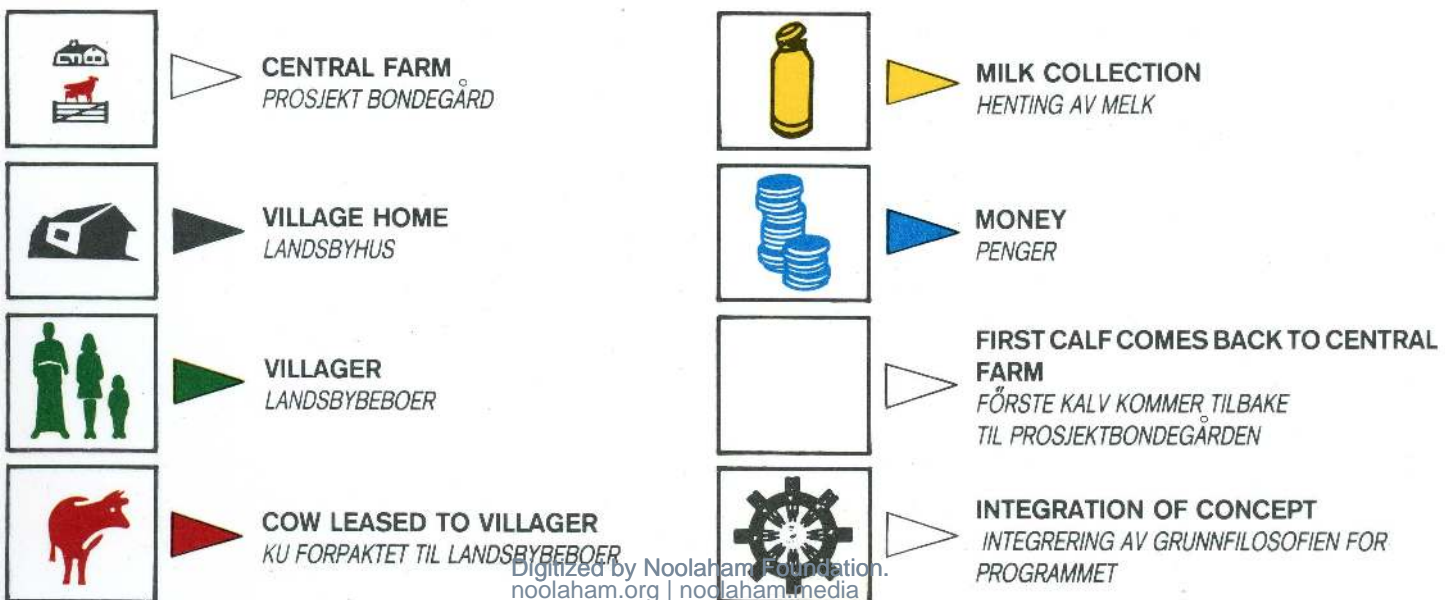 CENTRAL FARM
PROSJEKT BONDEGÅRD
VILLAGE HOME
LANDSBYHUS
VILLAGER
LANDSBYBEBOER
COW LEASED TO VILLAGER
KU FORPAKTET TIL LANDSBYBEBOER
MILK COLLECTION
HENTING AV MELK
MONEY
PENGER
FIRST CALF COMES BACK TO CENTRAL
FARM
FŐRSTE KALV KOMMER TILBAKE
TIL PROSJEKTBONDEGÅRDEN
INTEGRATION OF CONCEPT
INTEGRERING AV GRUNNFILOSOFIEN FOR
PROGRAMMET
Digitized by Noolaham Foundation.
noolaham.org | noolaham.media